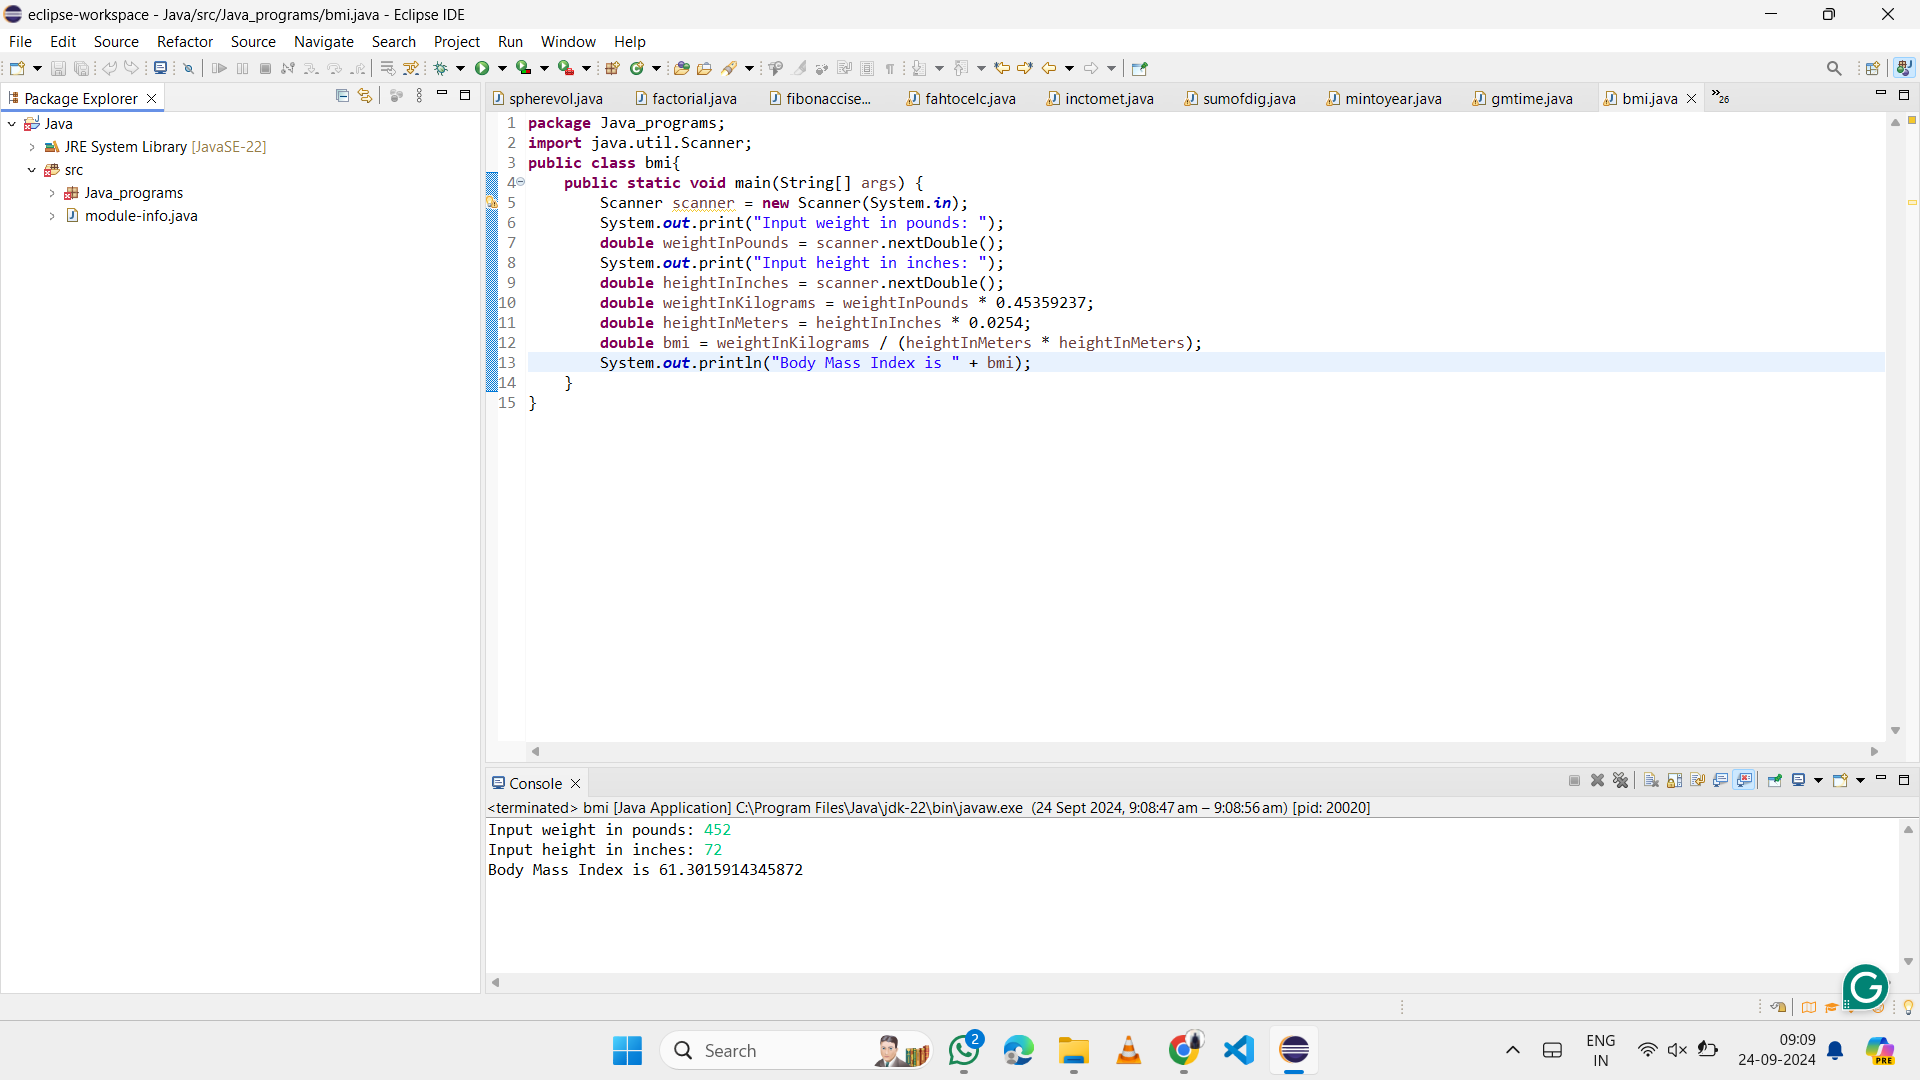 eclipse-workspace - Java/src/Java_programs/bmi.java - Eclipse IDE
File Edit Source Refactor Source Navigate Search Project Run Window Help
Package Explorer
spherevol.java factorial.java fibonaccise... fahtocelc.java inctomet.java sumofdig.java mintoyear.java gmtime.java bmi.java »26
Java
JRE System Library [JavaSE-22]
src
Java_programs
module-info.java
1 package Java_programs;
2 import java.util.Scanner;
3 public class bmi{
4 public static void main(String[] args) {
5 Scanner scanner = new Scanner(System.in);
6 System.out.print("Input weight in pounds: ");
7 double weightInPounds = scanner.nextDouble();
8 System.out.print("Input height in inches: ");
9 double heightInInches = scanner.nextDouble();
10 double weightInKilograms = weightInPounds * 0.45359237;
11 double heightInMeters = heightInInches * 0.0254;
12 double bmi = weightInKilograms / (heightInMeters * heightInMeters);
13 System.out.println("Body Mass Index is " + bmi);
14 }
15 }
Console
<terminated> bmi [Java Application] C:\Program Files\Java\jdk-22\bin\javaw.exe (24 Sept 2024, 9:08:47 am – 9:08:56 am) [pid: 20020]
Input weight in pounds: 452
Input height in inches: 72
Body Mass Index is 61.3015914345872
G
Search
2
ENG
IN
09:09
24-09-2024
PRE